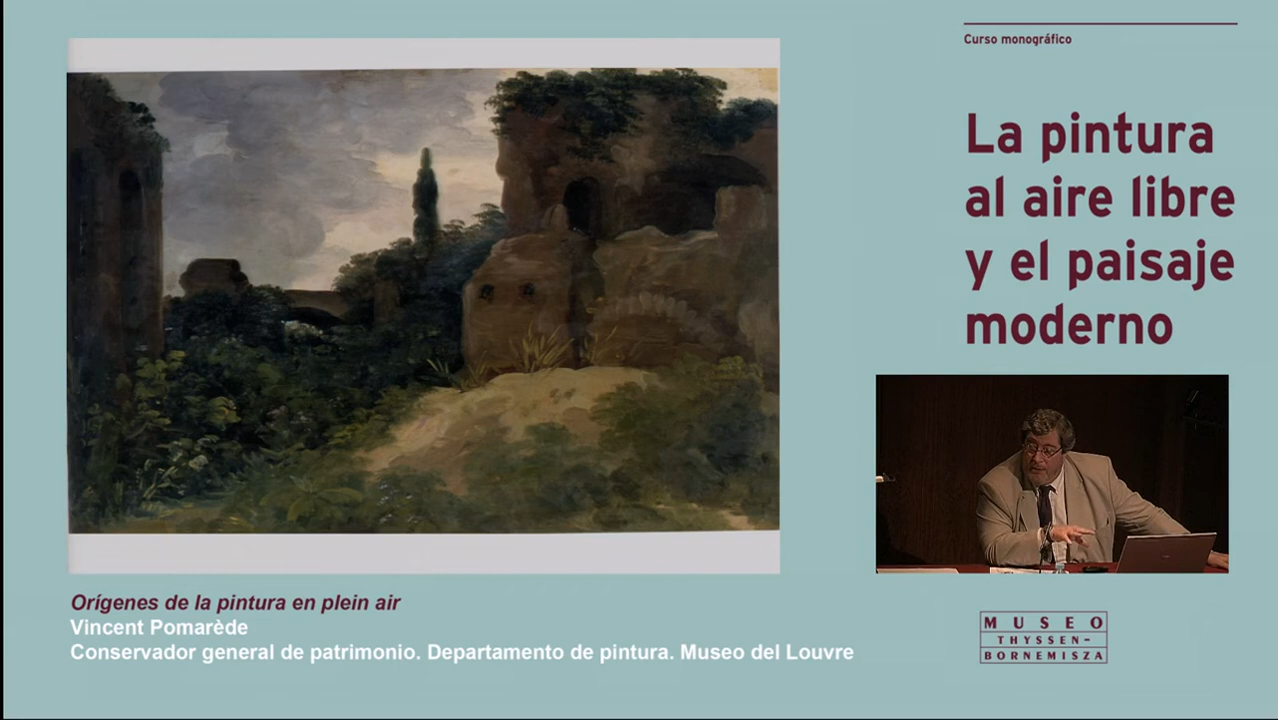 Curso monográfico
La pintura
al aire libre
y el paisaje
moderno
Orígenes de la pintura en plein air
Vincent Pomarède
Conservador general de patrimonio. Departamento de pintura. Museo del Louvre
MUSEO
THYSSEN-
BORNEMISZA